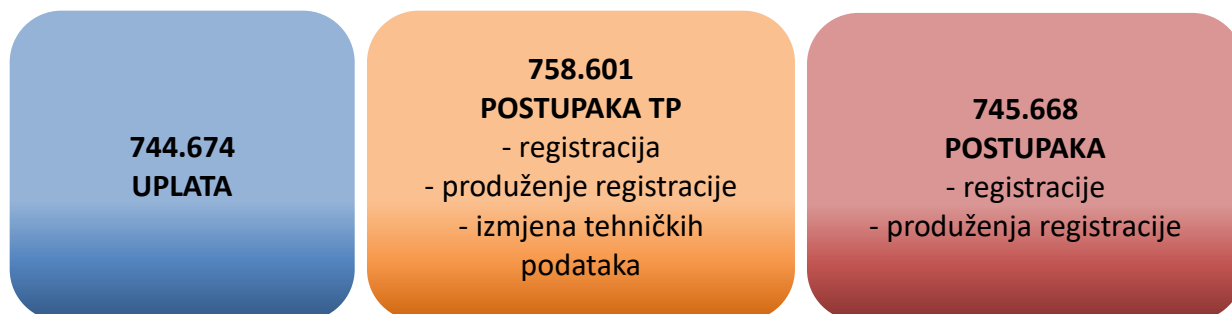 744.674
UPLATA
758.601
POSTUPAKA TP
- registracija
- produženje registracije
- izmjena tehničkih
podataka
745.668
POSTUPAKA
- registracije
- produženja registracije